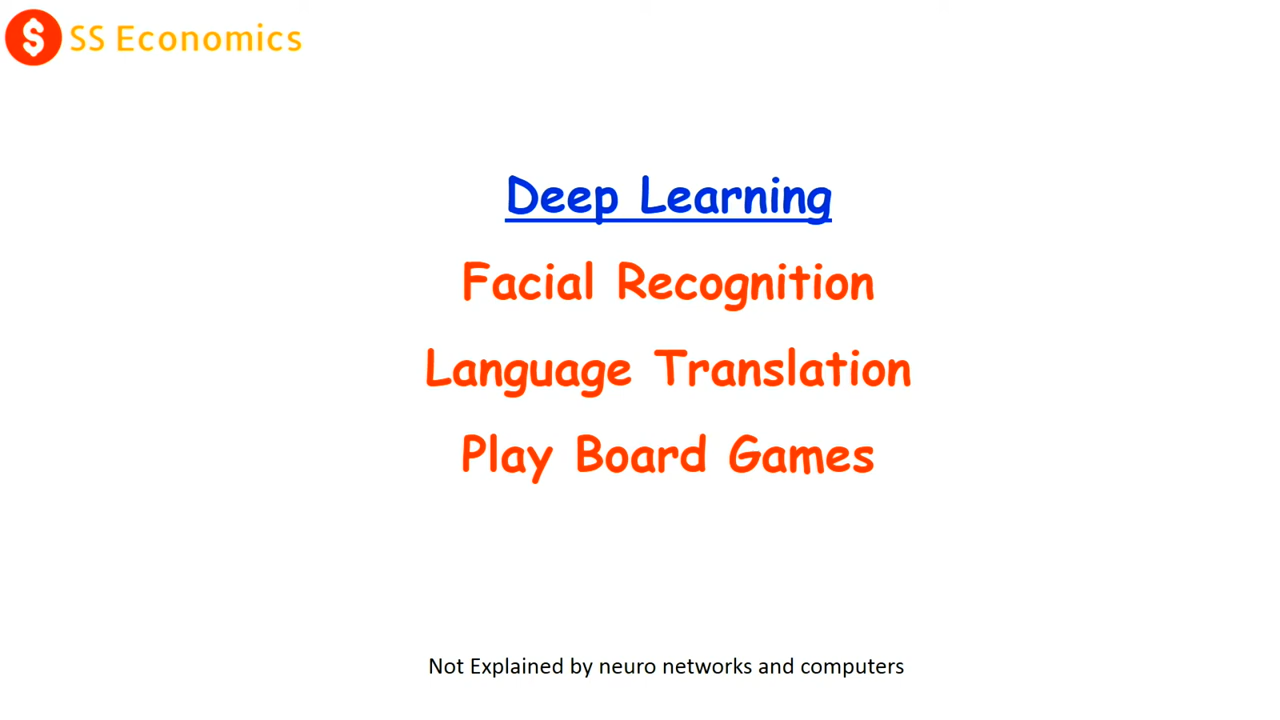 $ SS Economics
Deep Learning
Facial Recognition
Language Translation
Play Board Games
Not Explained by neuro networks and computers